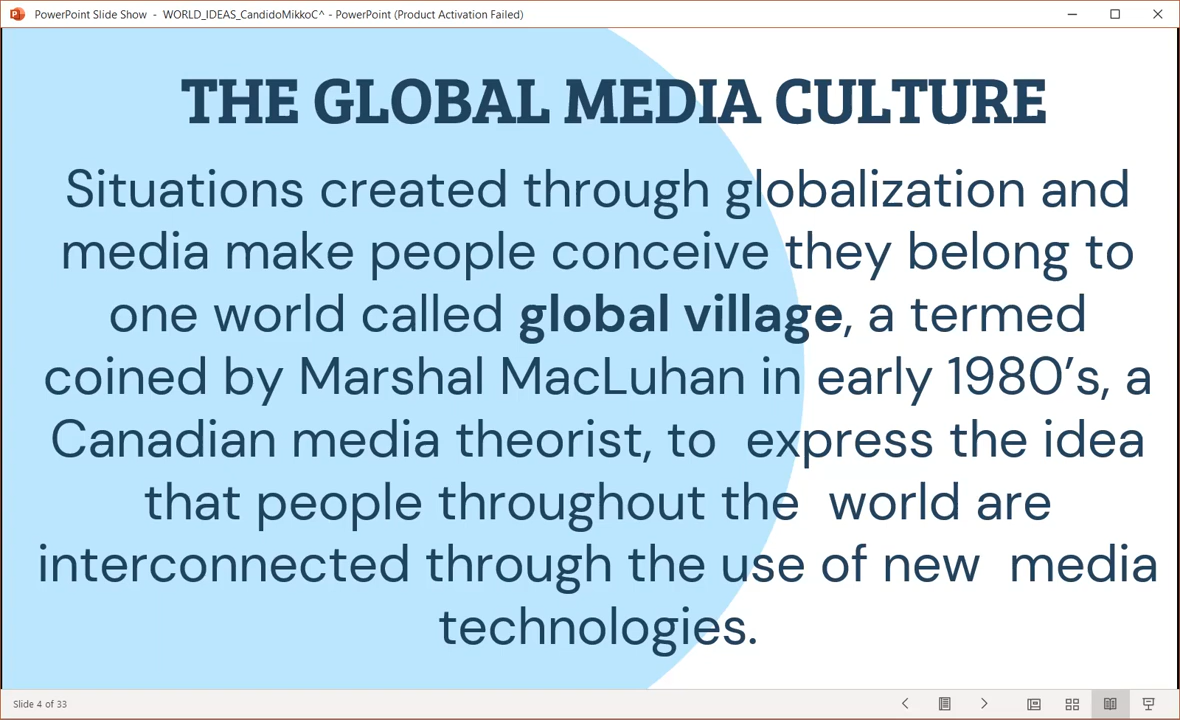 PowerPoint Slide Show - WORLD_IDEAS_CandidoMikkoC^ - PowerPoint (Product Activation Failed)
THE GLOBAL MEDIA CULTURE
Situations created through globalization and
media make people conceive they belong to
one world called global village, a termed
coined by Marshal MacLuhan in early 1980's, a
Canadian media theorist, to express the idea
that people throughout the world are
interconnected through the use of new media
technologies.
Slide 4 of 33